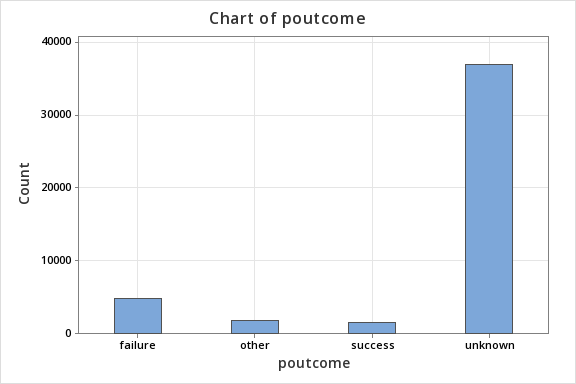 Chart of poutcome
Count
40000
30000
20000
10000
0
failure other success unknown
poutcome